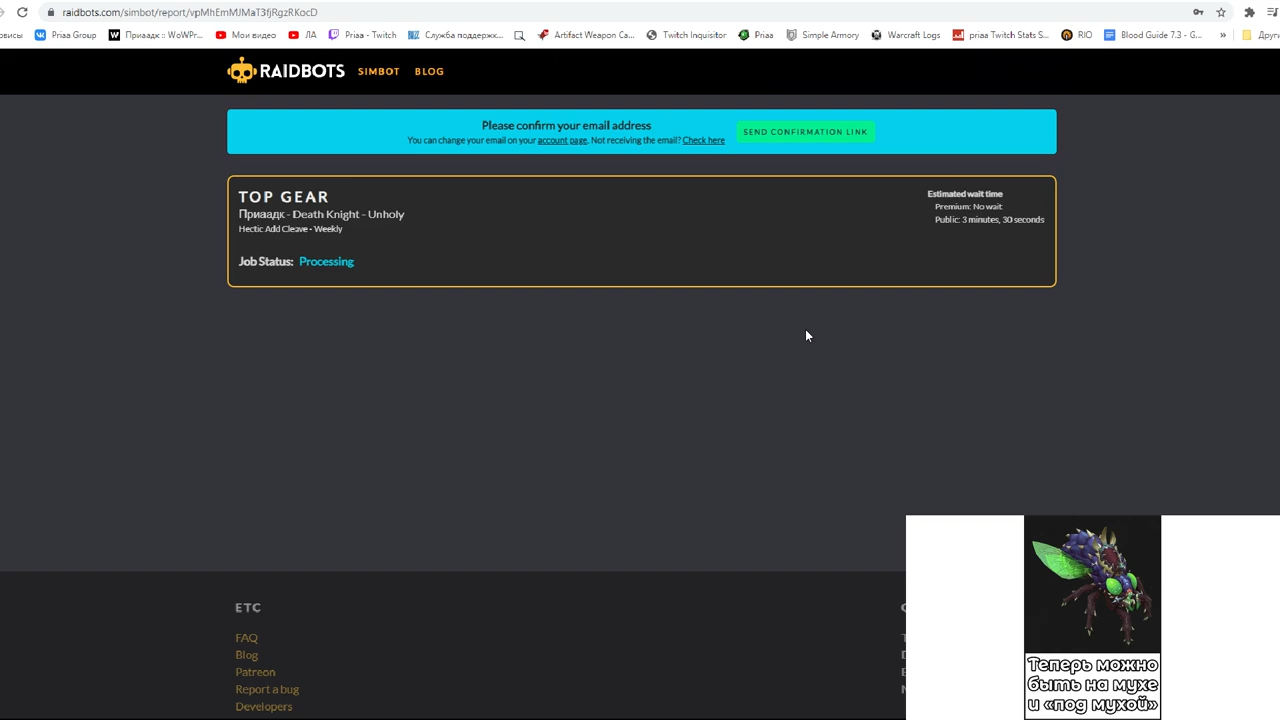 raidbots.com/simbot/report/vpMhEmMJMaT3fjRgzRKocD
рвисы Priaa Group Приаадк :: WoWPr... Мои видео ЛА Priaa - Twitch Служба поддержк... Artifact Weapon Ca... Twitch Inquisitor Priaa Simple Armory Warcraft Logs priaa Twitch Stats S... RIO Blood Guide 7.3 - G... » Други
RAIDBOTS SIMBOT BLOG
Please confirm your email address
You can change your email on your account page. Not receiving the email? Check here
SEND CONFIRMATION LINK
TOP GEAR
Приаадк - Death Knight - Unholy
Hectic Add Cleave - Weekly
Job Status: Processing
Estimated wait time
Premium: No wait
Public: 3 minutes, 30 seconds
ETC
FAQ
Blog
Patreon
Report a bug
Developers
Теперь можно
быть на мухе
и «под мухой»